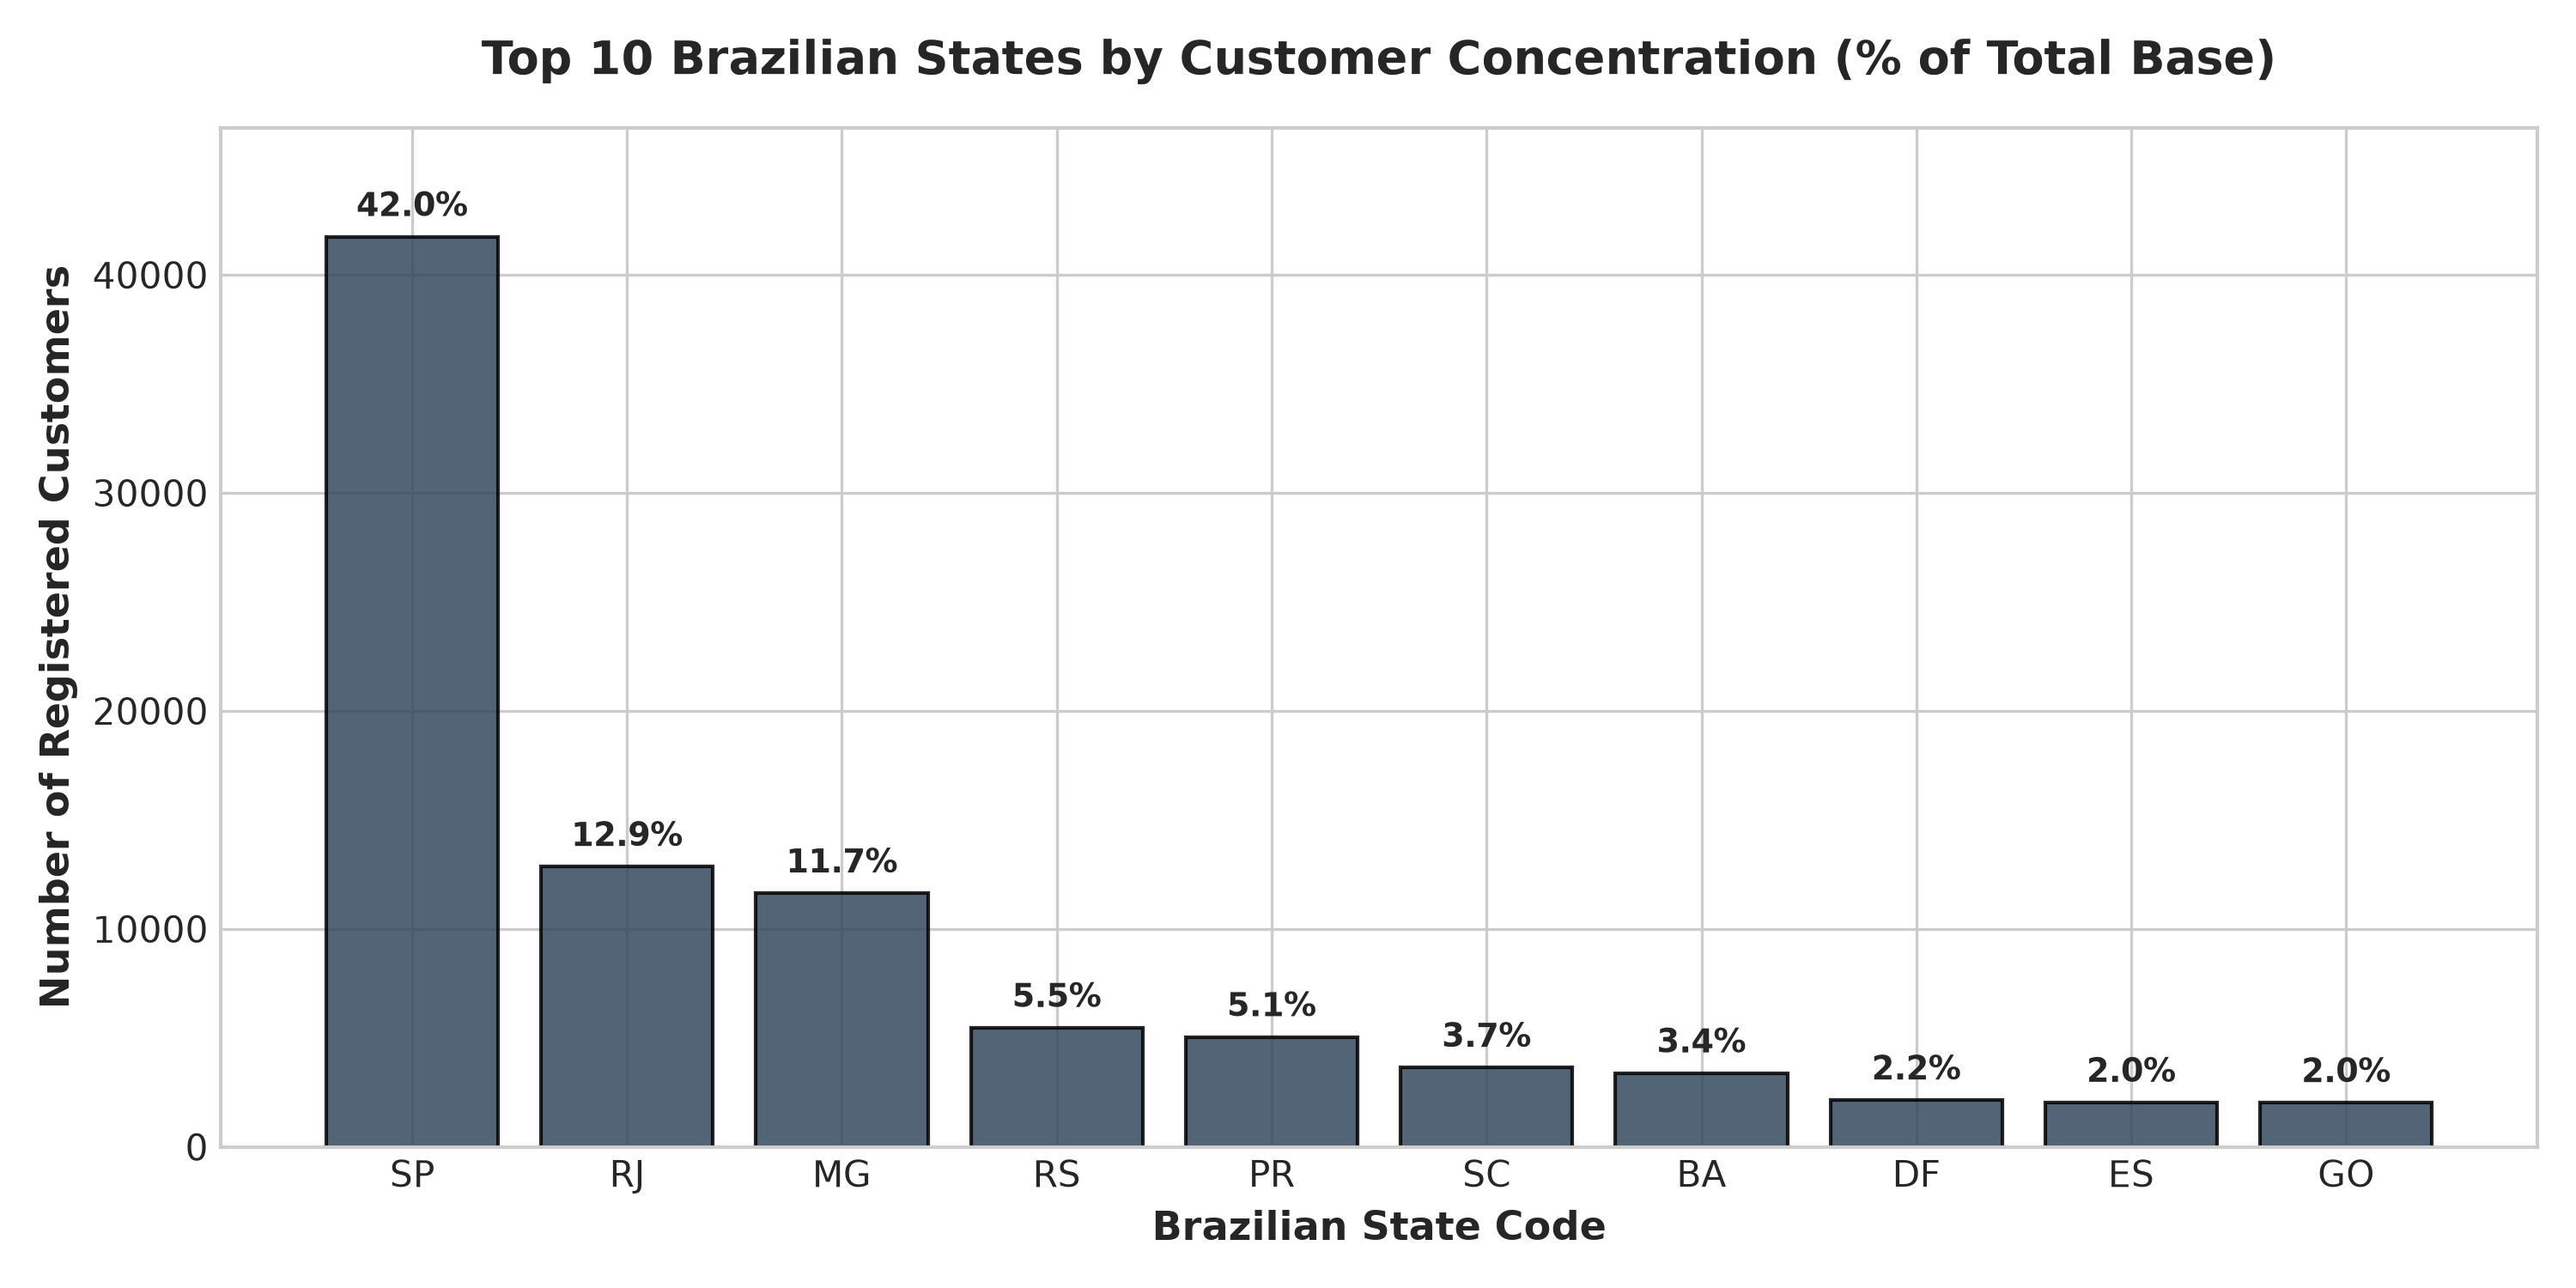 Top 10 Brazilian States by Customer Concentration (% of Total Base)
Number of Registered Customers
40000
30000
20000
10000
0
42.0%
12.9%
11.7%
5.5%
5.1%
3.7%
3.4%
2.2%
2.0%
2.0%
SP
RJ
MG
RS
PR
SC
BA
DF
ES
GO
Brazilian State Code